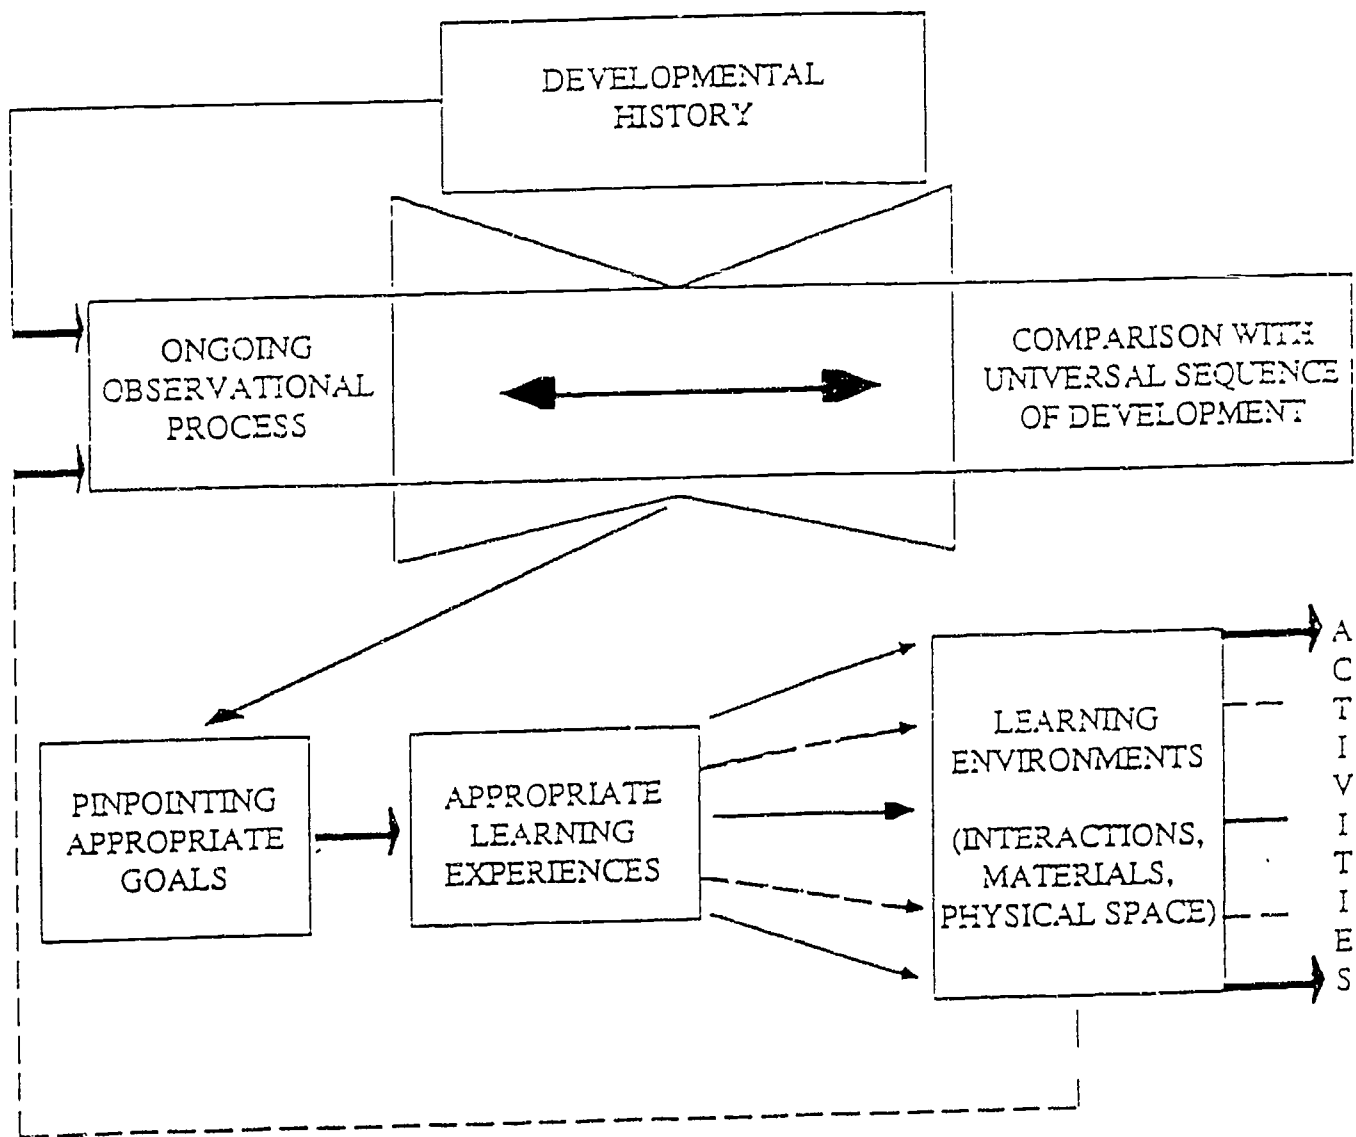 DEVELOPMENTAL
HISTORY
ONGOING
OBSERVATIONAL
PROCESS
COMPARISON WITH
UNIVERSAL SEQUENCE
OF DEVELOPMENT
PINPOINTING
APPROPRIATE
GOALS
APPROPRIATE
LEARNING
EXPERIENCES
LEARNING
ENVIRONMENTS
(INTERACTIONS,
MATERIALS,
PHYSICAL SPACE)
ACTIVITIES